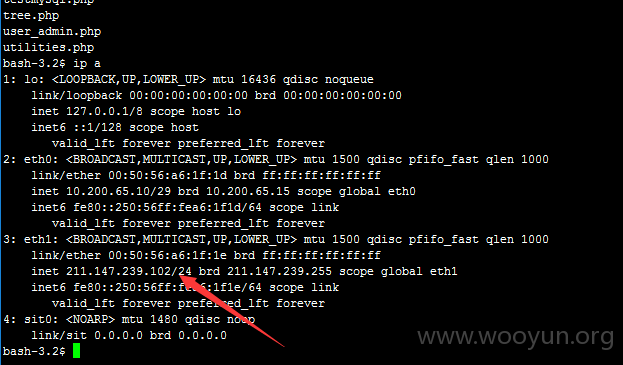 testmysql.php
tree.php
user_admin.php
utilities.php
bash-3.2$ ip a
1: lo: <LOOPBACK,UP,LOWER_UP> mtu 16436 qdisc noqueue
link/loopback 00:00:00:00:00:00 brd 00:00:00:00:00:00
inet 127.0.0.1/8 scope host lo
inet6 ::1/128 scope host
valid_lft forever preferred_lft forever
2: eth0: <BROADCAST,MULTICAST,UP,LOWER_UP> mtu 1500 qdisc pfifo_fast qlen 1000
link/ether 00:50:56:a6:1f:1d brd ff:ff:ff:ff:ff:ff
inet 10.200.65.10/29 brd 10.200.65.15 scope global eth0
inet6 fe80::250:56ff:fea6:1f1d/64 scope link
valid_lft forever preferred_lft forever
3: eth1: <BROADCAST,MULTICAST,UP,LOWER_UP> mtu 1500 qdisc pfifo_fast qlen 1000
link/ether 00:50:56:a6:1f:1e brd ff:ff:ff:ff:ff:ff
inet 211.147.239.102/24 brd 211.147.239.255 scope global eth1
inet6 fe80::250:56ff:fea6:1f1e/64 scope link
valid_lft forever preferred_lft forever
4: sit0: <NOARP> mtu 1480 qdisc noop
link/sit 0.0.0.0 brd 0.0.0.0
bash-3.2$
www.wooyun.org